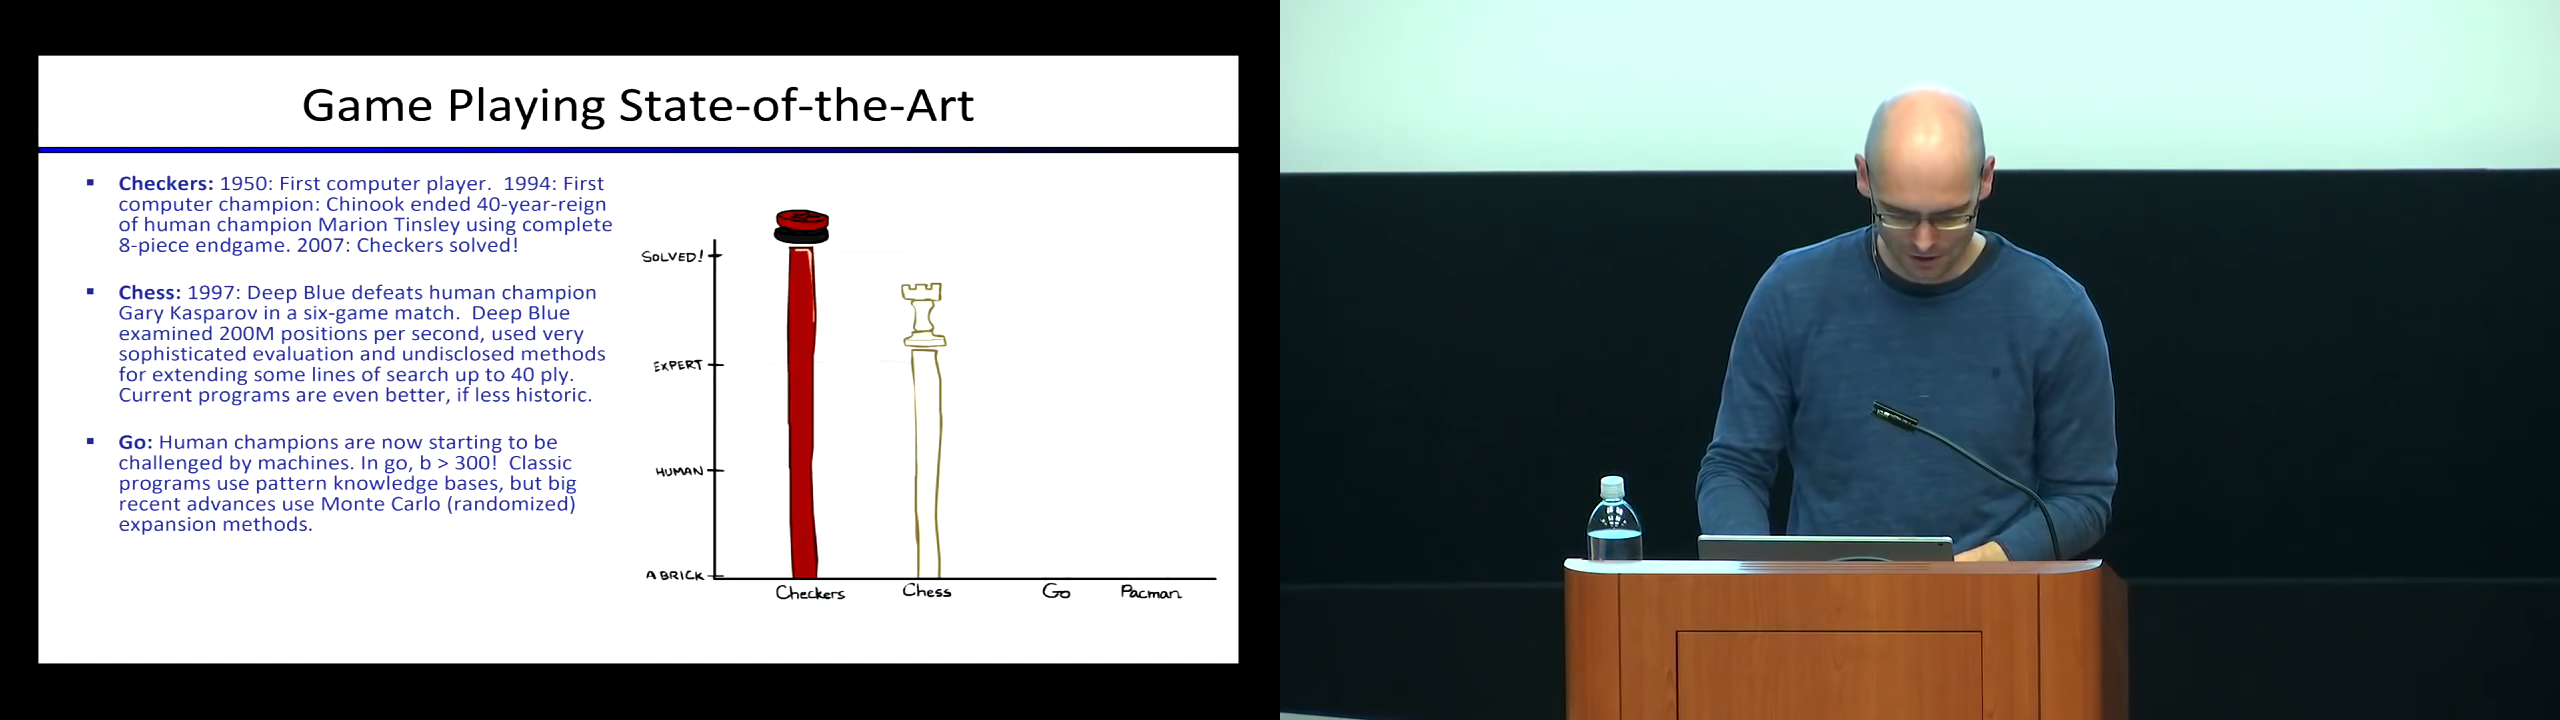 Game Playing State-of-the-Art
▪ Checkers: 1950: First computer player.  1994: First
computer champion: Chinook ended 40-year-reign
of human champion Marion Tinsley using complete
8-piece endgame. 2007: Checkers solved!
▪ Chess: 1997: Deep Blue defeats human champion
Gary Kasparov in a six-game match.  Deep Blue
examined 200M positions per second, used very
sophisticated evaluation and undisclosed methods
for extending some lines of search up to 40 ply.
Current programs are even better, if less historic.
▪ Go: Human champions are now starting to be
challenged by machines. In go, b > 300!  Classic
programs use pattern knowledge bases, but big
recent advances use Monte Carlo (randomized)
expansion methods.
SOLVED!
EXPERT
HUMAN
A BRICK
Checkers
Chess
Go
Pacman